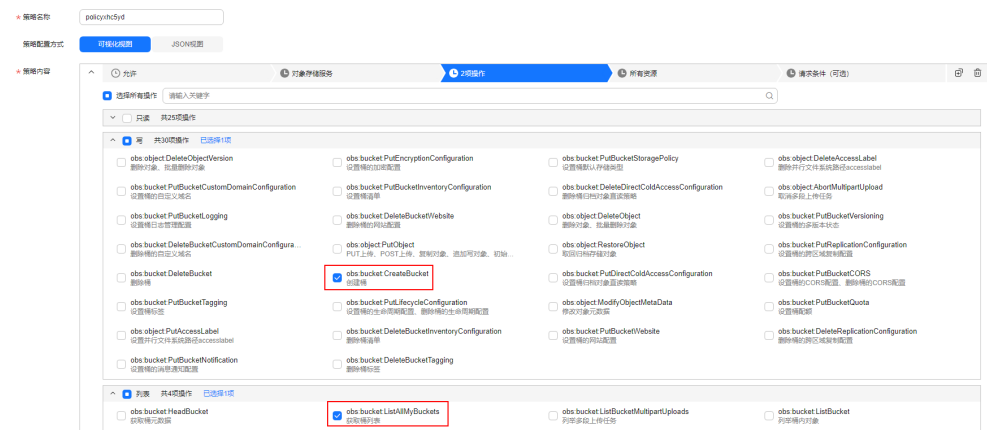 * 策略名称 policyxhc5yd
策略配置方式 可视化视图 JSON视图
* 策略内容 允许 对象存储服务 2项操作 所有资源 请求条件（可选）
选择所有操作 请输入关键字
只读 共25项操作
写 共30项操作 已选择1项
obs:object:DeleteObjectVersion obs:bucket:PutEncryptionConfiguration obs:bucket:PutBucketStoragePolicy obs:object:DeleteAccessLabel
删除对象、批量删除对象 设置桶的加密配置 设置桶默认存储类型 删除并行文件系统路径accesslabel
obs:bucket:PutBucketCustomDomainConfiguration obs:bucket:PutBucketInventoryConfiguration obs:bucket:DeleteDirectColdAccessConfiguration obs:object:AbortMultipartUpload
设置桶的自定义域名 设置桶清单 删除桶归档对象直读策略 取消多段上传任务
obs:bucket:PutBucketLogging obs:bucket:DeleteBucketWebsite obs:object:DeleteObject obs:bucket:PutBucketVersioning
设置桶日志管理配置 删除桶的网站配置 删除对象、批量删除对象 设置桶的多版本状态
obs:bucket:DeleteBucketCustomDomainConfigura... obs:object:PutObject obs:object:RestoreObject obs:bucket:PutReplicationConfiguration
删除桶的自定义域名 PUT上传、POST上传、复制对象、追加写对象、初始... 取回归档存储对象 设置桶的跨区域复制配置
obs:bucket:DeleteBucket obs:bucket:CreateBucket obs:bucket:PutDirectColdAccessConfiguration obs:bucket:PutBucketCORS
删除桶 创建桶 设置桶归档对象直读策略 设置桶的CORS配置、删除桶的CORS配置
obs:bucket:PutBucketTagging obs:bucket:PutLifecycleConfiguration obs:object:ModifyObjectMetaData obs:bucket:PutBucketQuota
设置桶标签 设置桶的生命周期配置、删除桶的生命周期配置 修改对象元数据 设置桶配额
obs:object:PutAccessLabel obs:bucket:DeleteBucketInventoryConfiguration obs:bucket:PutBucketWebsite obs:bucket:DeleteReplicationConfiguration
设置并行文件系统路径accesslabel 删除桶清单 设置桶的网站配置 删除桶的跨区域复制配置
obs:bucket:PutBucketNotification obs:bucket:DeleteBucketTagging
设置桶的消息通知配置 删除桶标签
列表 共4项操作 已选择1项
obs:bucket:HeadBucket obs:bucket:ListAllMyBuckets obs:bucket:ListBucketMultipartUploads obs:bucket:ListBucket
获取桶元数据 获取桶列表 列举多段上传任务 列举桶内对象